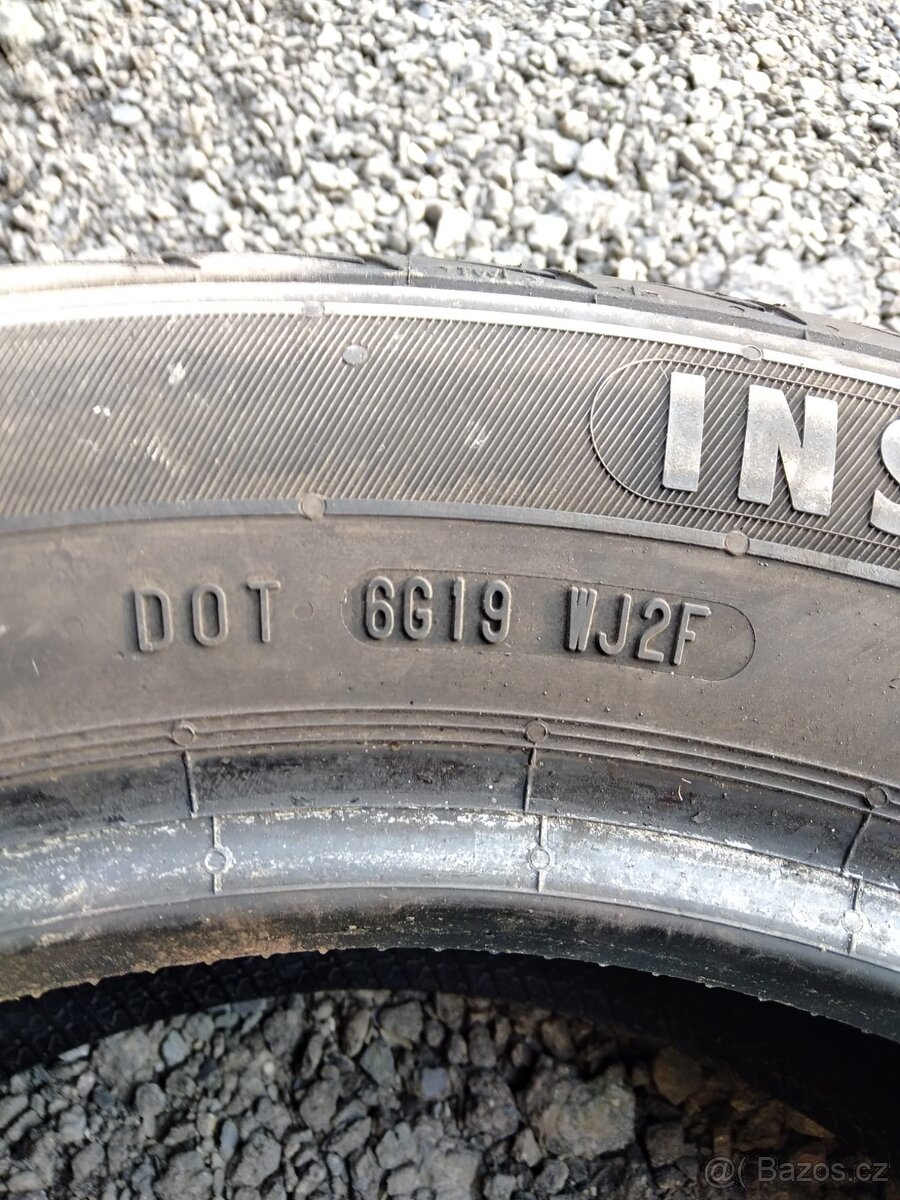 INS
DOT 6G19 WJ2F
@( Bazos.cz